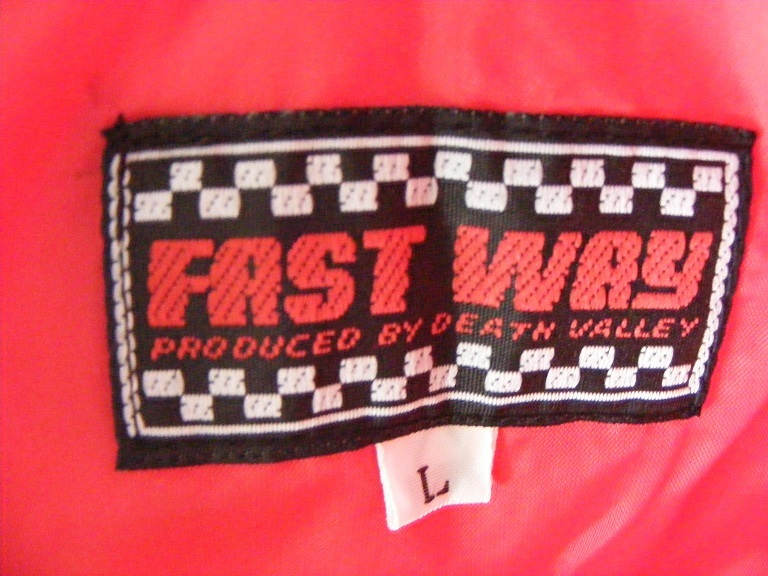 FAST WAY
PRODUCED BY DEATH VALLEY
L